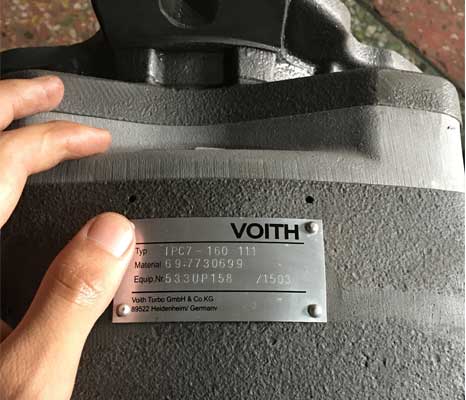 VOITH
Typ IPC7-160 111
Material 69.7730699
Equip.Nr. 533UP158 /1503
Voith Turbo GmbH & Co.KG
89522 Heidenheim/ Germany